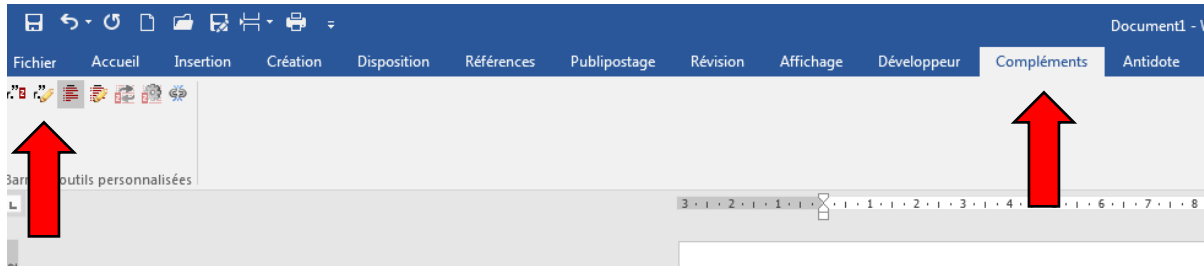 Document1 -
Fichier Accueil Insertion Création Disposition Références Publipostage Révision Affichage Développeur Compléments Antidote
outils personnalisées
3 2 1 1 2 3 4 6 7 8